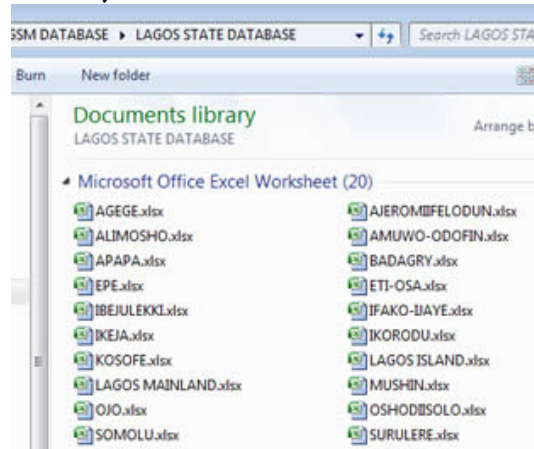 GSM DATABASE ▸ LAGOS STATE DATABASE Search LAGOS STA
Burn New folder
Documents library
LAGOS STATE DATABASE Arrange b
Microsoft Office Excel Worksheet (20)
AGEGE.xlsx AJEROMIIFELODUN.xlsx
ALIMOSHO.xlsx AMUWO-ODOFIN.xlsx
APAPA.xlsx BADAGRY.xlsx
EPE.xlsx ETI-OSA.xlsx
IBEJULEKKI.xlsx IFAKO-IJAYE.xlsx
IKEJA.xlsx IKORODU.xlsx
KOSOFE.xlsx LAGOS ISLAND.xlsx
LAGOS MAINLAND.xlsx MUSHIN.xlsx
OJO.xlsx OSHODIISOLO.xlsx
SOMOLU.xlsx SURULERE.xlsx